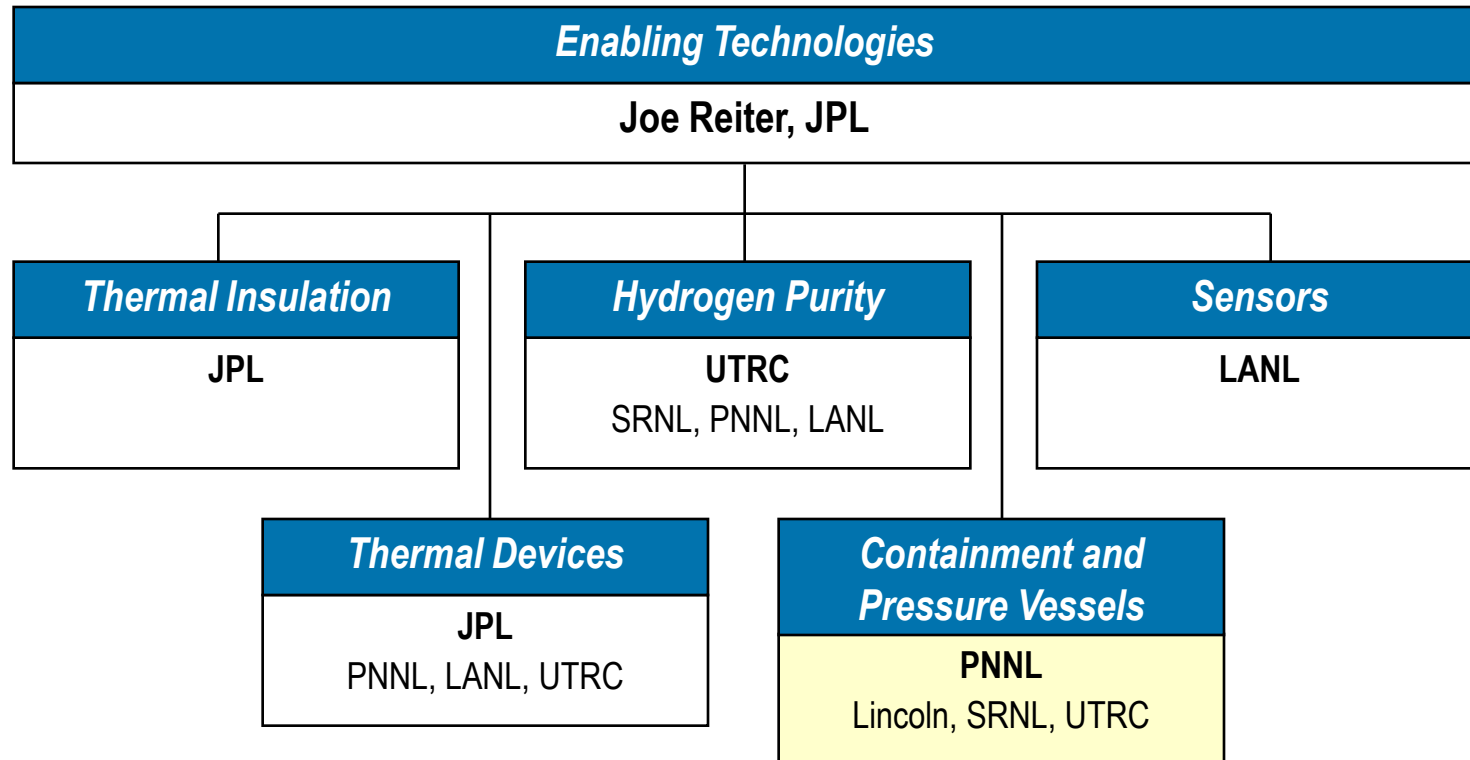 Enabling Technologies
Joe Reiter, JPL
Thermal Insulation
JPL
Hydrogen Purity
UTRC
SRNL, PNNL, LANL
Sensors
LANL
Thermal Devices
JPL
PNNL, LANL, UTRC
Containment and
Pressure Vessels
PNNL
Lincoln, SRNL, UTRC